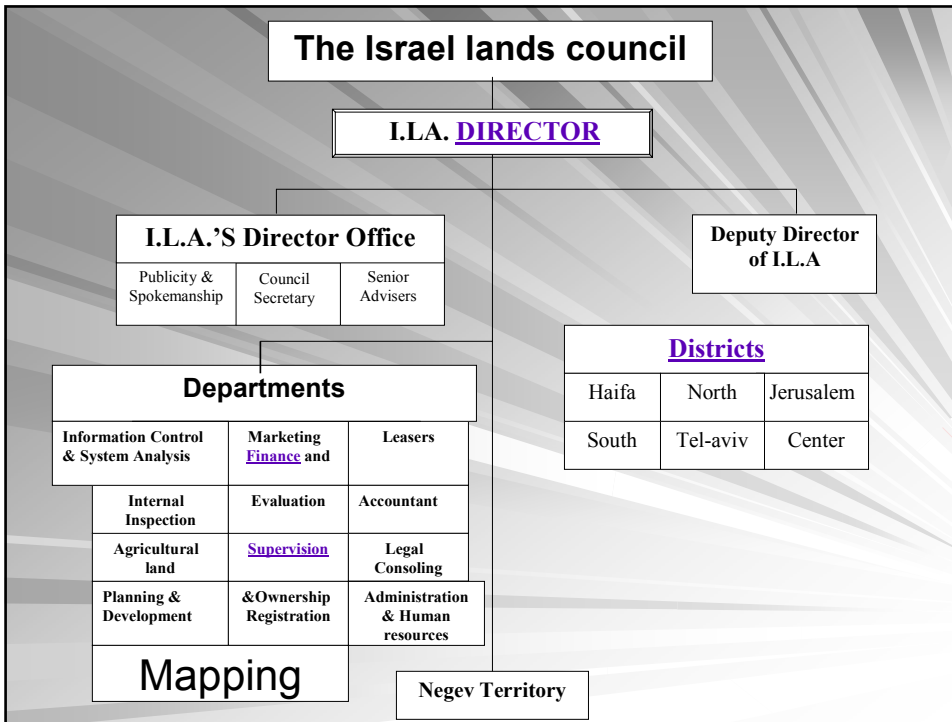 The Israel lands council
I.LA. DIRECTOR
I.L.A.'S Director Office
Publicity &
Spokemanship
Council
Secretary
Senior
Advisers
Deputy Director
of I.L.A
Districts
Haifa
North
Jerusalem
South
Tel-aviv
Center
Departments
Information Control
& System Analysis
Marketing
Finance and
Leasers
Internal
Inspection
Evaluation
Accountant
Agricultural
land
Supervision
Legal
Consoling
Planning &
Development
&Ownership
Registration
Administration
& Human
resources
Mapping
Negev Territory